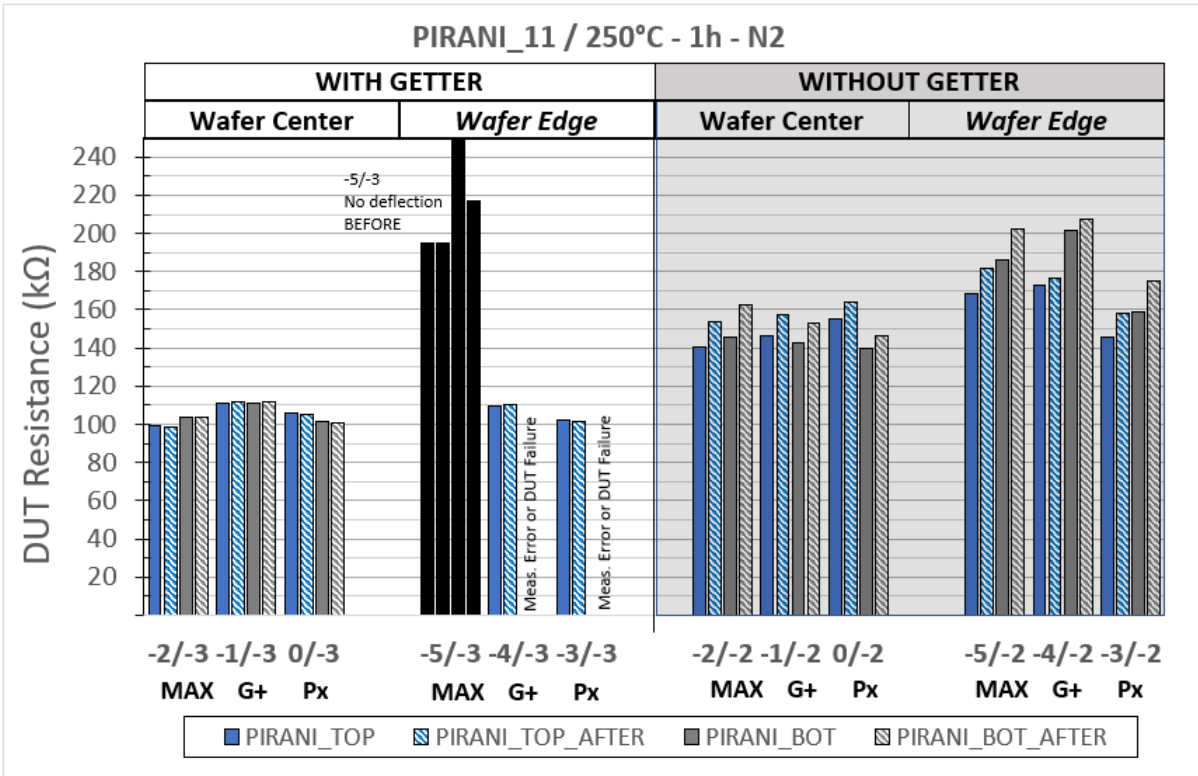 PIRANI_11 / 250°C - 1h - N2
WITH GETTER
WITHOUT GETTER
Wafer Center
Wafer Edge
Wafer Center
Wafer Edge
DUT Resistance (kΩ)
240
220
200
180
160
140
120
100
80
60
40
20
-5/-3
No deflection
BEFORE
Meas. Error or DUT Failure
Meas. Error or DUT Failure
-2/-3 -1/-3 0/-3
-5/-3 -4/-3 -3/-3
-2/-2 -1/-2 0/-2
-5/-2 -4/-2 -3/-2
MAX G+ Px
MAX G+ Px
MAX G+ Px
MAX G+ Px
PIRANI_TOP PIRANI_TOP_AFTER PIRANI_BOT PIRANI_BOT_AFTER